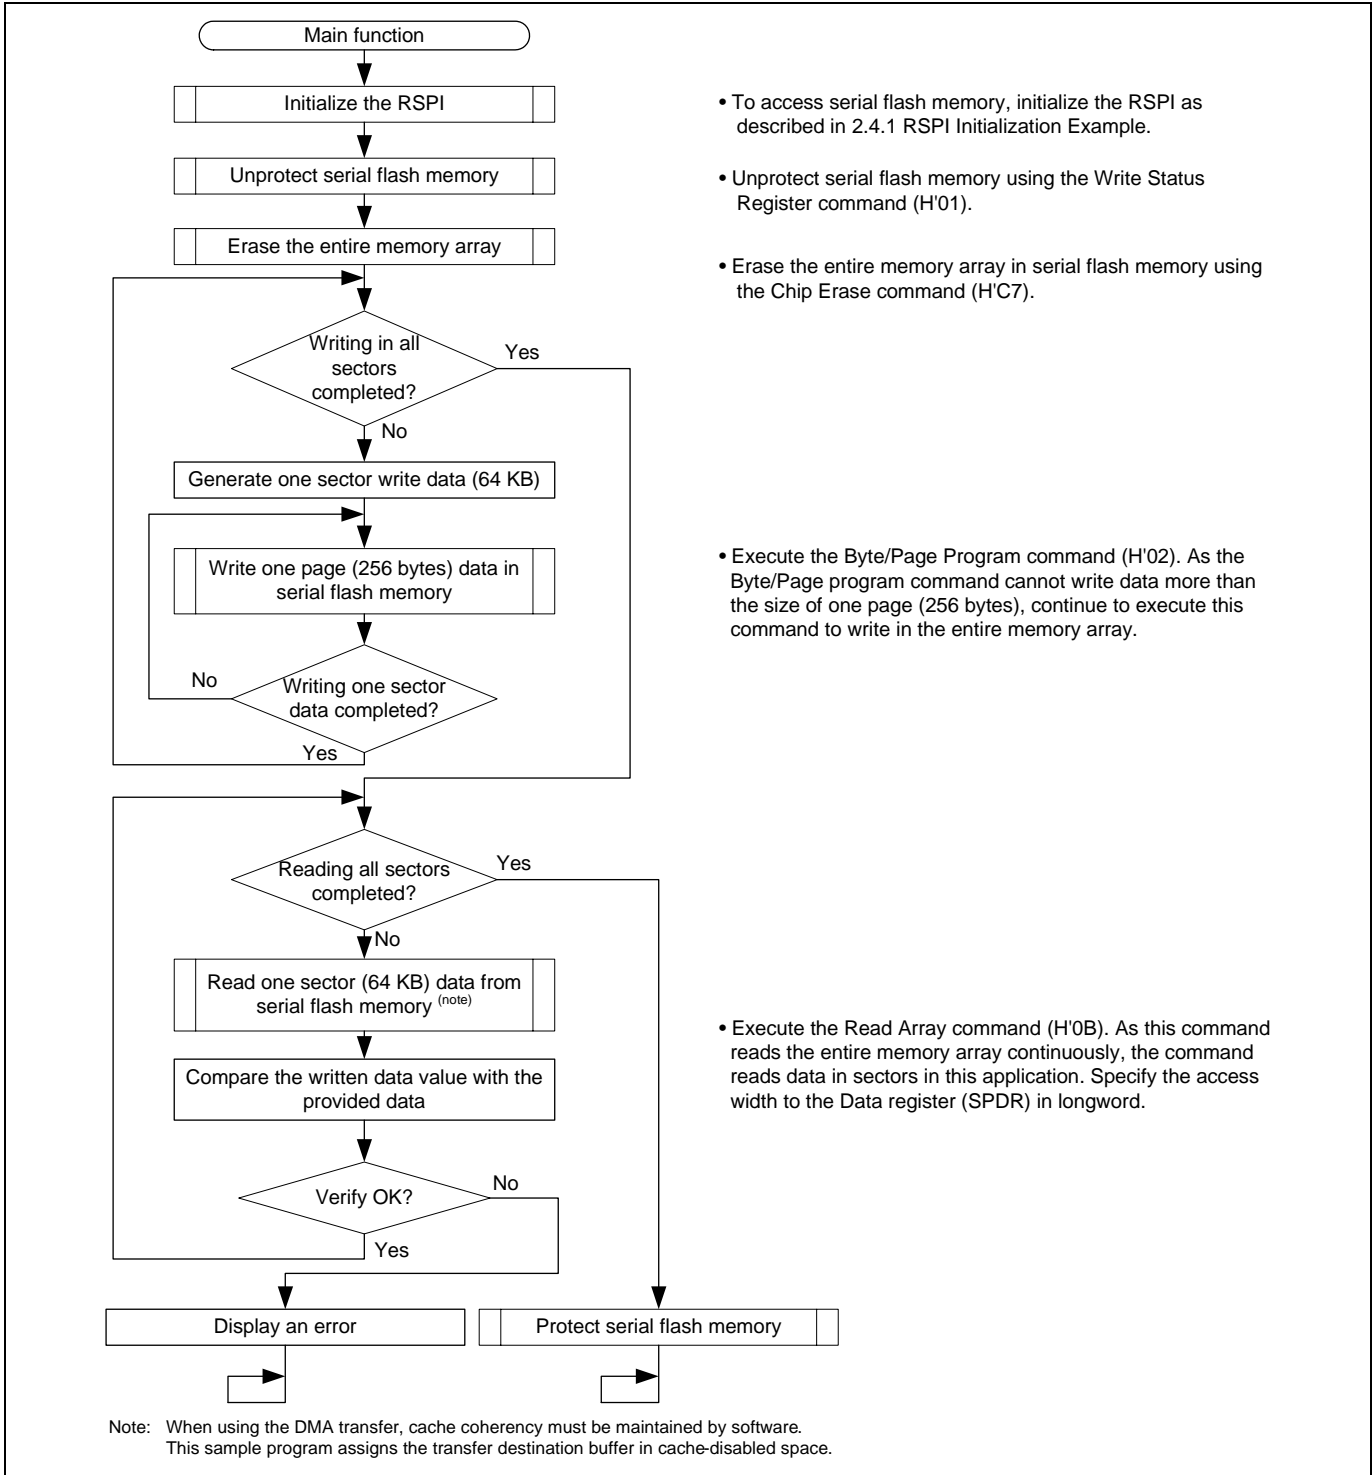 Main function
Initialize the RSPI
• To access serial flash memory, initialize the RSPI as
described in 2.4.1 RSPI Initialization Example.
Unprotect serial flash memory
• Unprotect serial flash memory using the Write Status
Register command (H'01).
Erase the entire memory array
• Erase the entire memory array in serial flash memory using
the Chip Erase command (H'C7).
Writing in all
sectors
completed?
Yes
No
Generate one sector write data (64 KB)
Write one page (256 bytes) data in
serial flash memory
• Execute the Byte/Page Program command (H'02). As the
Byte/Page program command cannot write data more than
the size of one page (256 bytes), continue to execute this
command to write in the entire memory array.
No
Writing one sector
data completed?
Yes
Reading all sectors
completed?
Yes
No
Read one sector (64 KB) data from
serial flash memory (note)
• Execute the Read Array command (H'0B). As this command
reads the entire memory array continuously, the command
reads data in sectors in this application. Specify the access
width to the Data register (SPDR) in longword.
Compare the written data value with the
provided data
Verify OK?
No
Yes
Display an error
Protect serial flash memory
Note: When using the DMA transfer, cache coherency must be maintained by software.
This sample program assigns the transfer destination buffer in cache-disabled space.